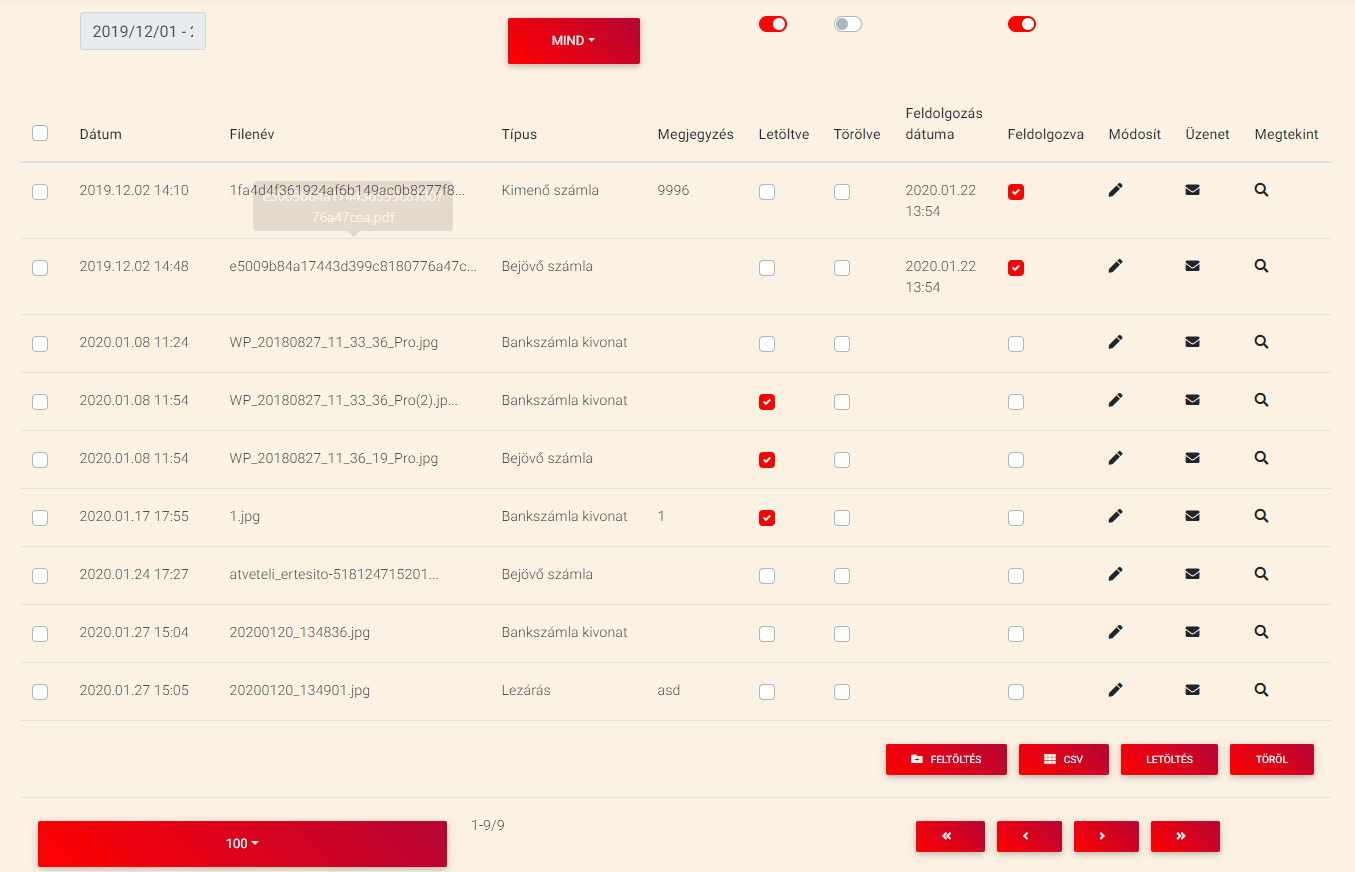 2019/12/01 - 2
MIND
Dátum Filenév Típus Megjegyzés Letöltve Törölve Feldolgozás dátuma Feldolgozva Módosít Üzenet Megtekint
2019.12.02 14:10 1fa4d4f361924af6b149ac0b8277f8... Kimenő számla 9996 2020.01.22 13:54
76a47cea.pdf
2019.12.02 14:48 e5009b84a17443d399c8180776a47c... Bejövő számla 2020.01.22 13:54
2020.01.08 11:24 WP_20180827_11_33_36_Pro.jpg Bankszámla kivonat
2020.01.08 11:54 WP_20180827_11_33_36_Pro(2).jp... Bankszámla kivonat
2020.01.08 11:54 WP_20180827_11_36_19_Pro.jpg Bejövő számla
2020.01.17 17:55 1.jpg Bankszámla kivonat 1
2020.01.24 17:27 atveteli_ertesito-518124715201... Bejövő számla
2020.01.27 15:04 20200120_134836.jpg Bankszámla kivonat
2020.01.27 15:05 20200120_134901.jpg Lezárás asd
FELTÖLTÉS CSV LETÖLTÉS TÖRÖL
100 1-9/9